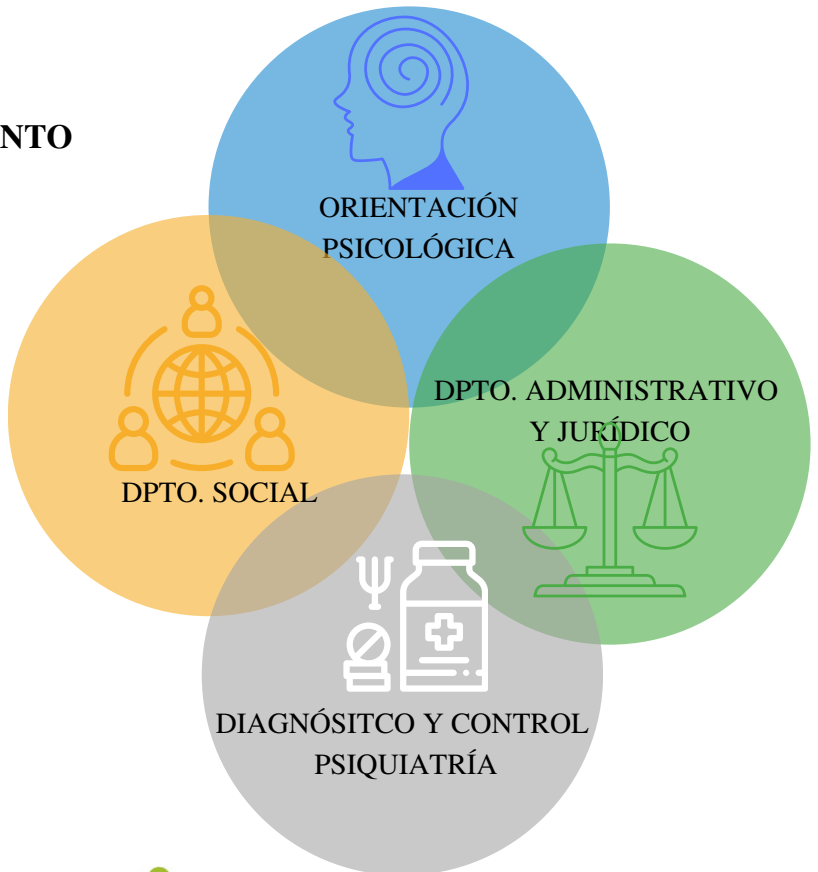 NTO
ORIENTACIÓN
PSICOLÓGICA
DPTO. ADMINISTRATIVO
Y JURÍDICO
DPTO. SOCIAL
DIAGNÓSITCO Y CONTROL
PSIQUIATRÍA